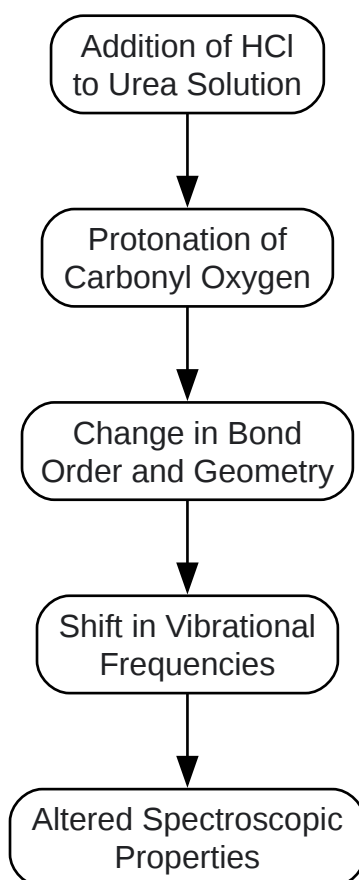 Addition of HCl
to Urea Solution
Protonation of
Carbonyl Oxygen
Change in Bond
Order and Geometry
Shift in Vibrational
Frequencies
Altered Spectroscopic
Properties